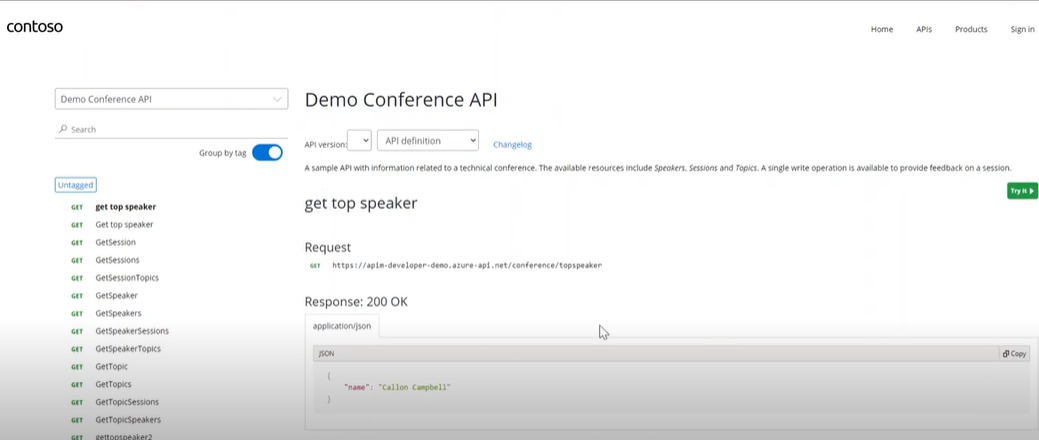 contoso
Home APIs Products Sign in
Demo Conference API
Search
Group by tag
Untagged
GET get top speaker
GET Get top speaker
GET GetSession
GET GetSessions
GET GetSessionTopics
GET GetSpeaker
GET GetSpeakers
GET GetSpeakerSessions
GET GetSpeakerTopics
GET GetTopic
GET GetTopics
GET GetTopicSessions
GET GetTopicSpeakers
GET gettopspeaker2
Demo Conference API
API version: API definition Changelog
A sample API with information related to a technical conference. The available resources include Speakers, Sessions and Topics. A single write operation is available to provide feedback on a session.
Try it
get top speaker
Request
GET https://apim-developer-demo.azure-api.net/conference/topspeaker
Response: 200 OK
application/json
JSON Copy
{
"name": "Callon Campbell"
}